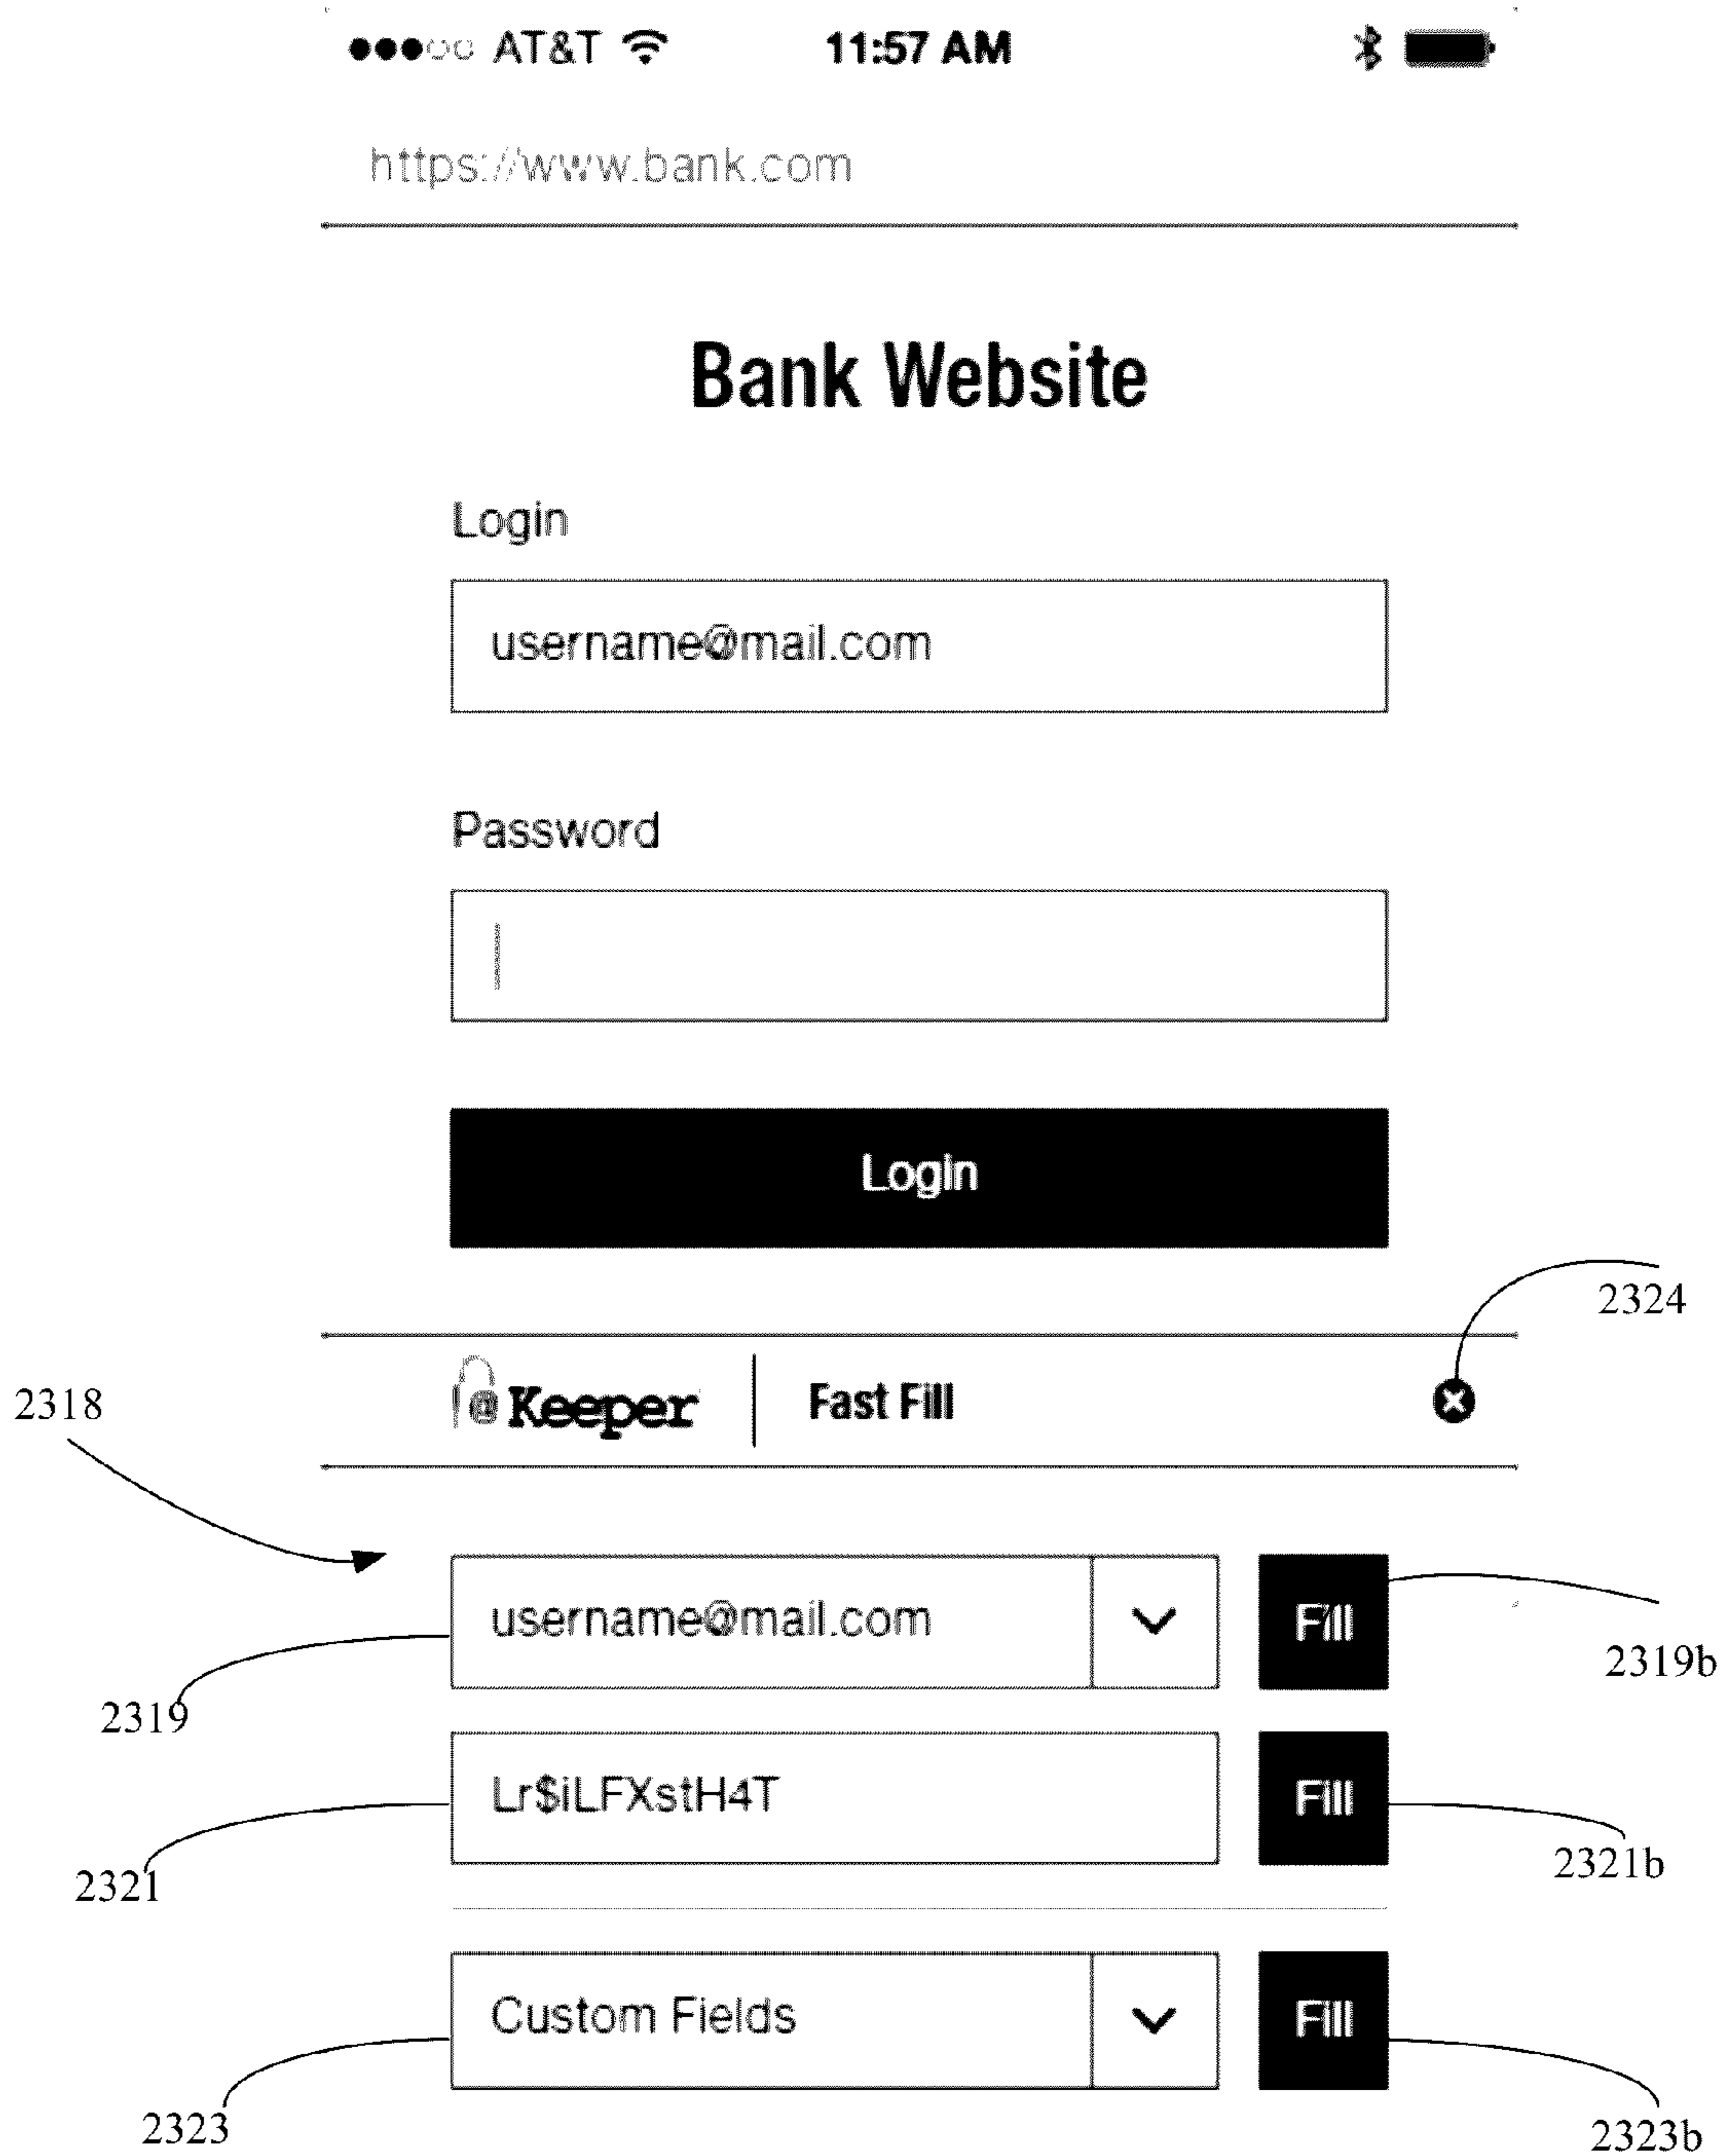 AT&T 11:57 AM
https://www.bank.com
Bank Website
Login
username@mail.com
Password
Login
2324
@ Keeper Fast Fill
2318
username@mail.com Fill
2319b
2319
Lr$iLFXstH4T Fill
2321b
2321
Custom Fields Fill
2323
2323b